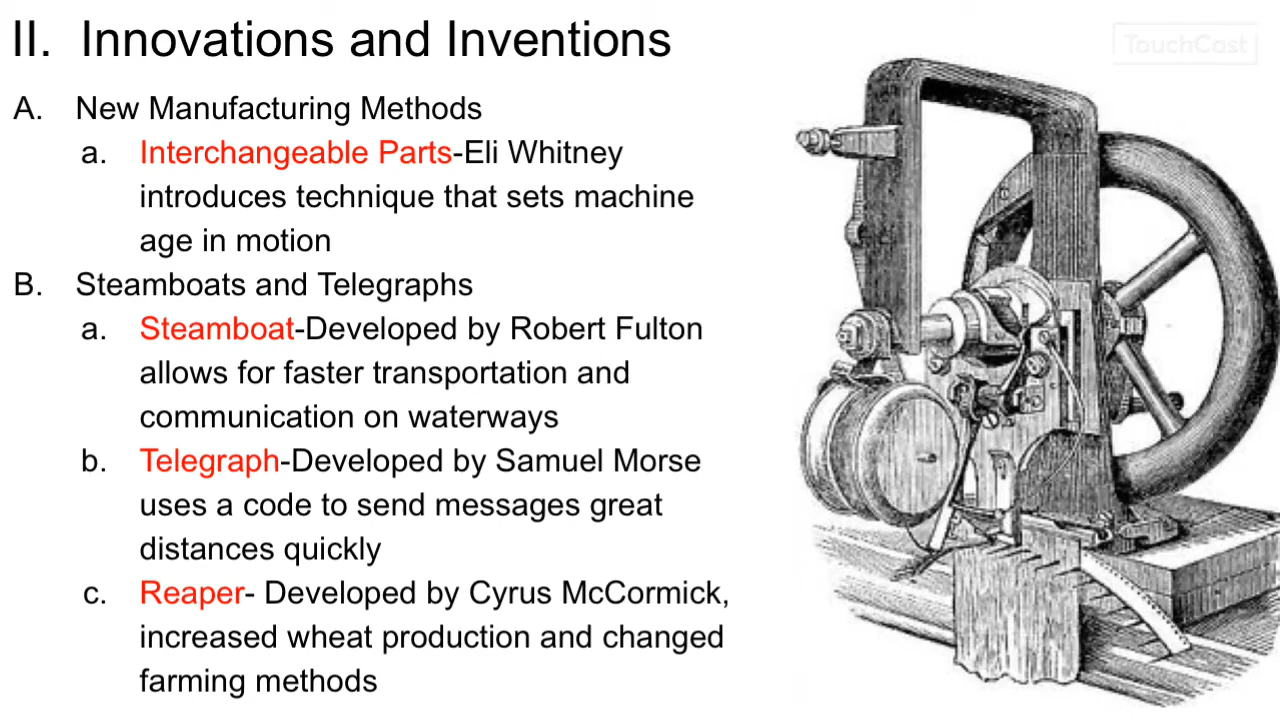 II. Innovations and Inventions
TouchCast
A. New Manufacturing Methods
a. Interchangeable Parts-Eli Whitney
introduces technique that sets machine
age in motion
B. Steamboats and Telegraphs
a. Steamboat-Developed by Robert Fulton
allows for faster transportation and
communication on waterways
b. Telegraph-Developed by Samuel Morse
uses a code to send messages great
distances quickly
c. Reaper- Developed by Cyrus McCormick,
increased wheat production and changed
farming methods